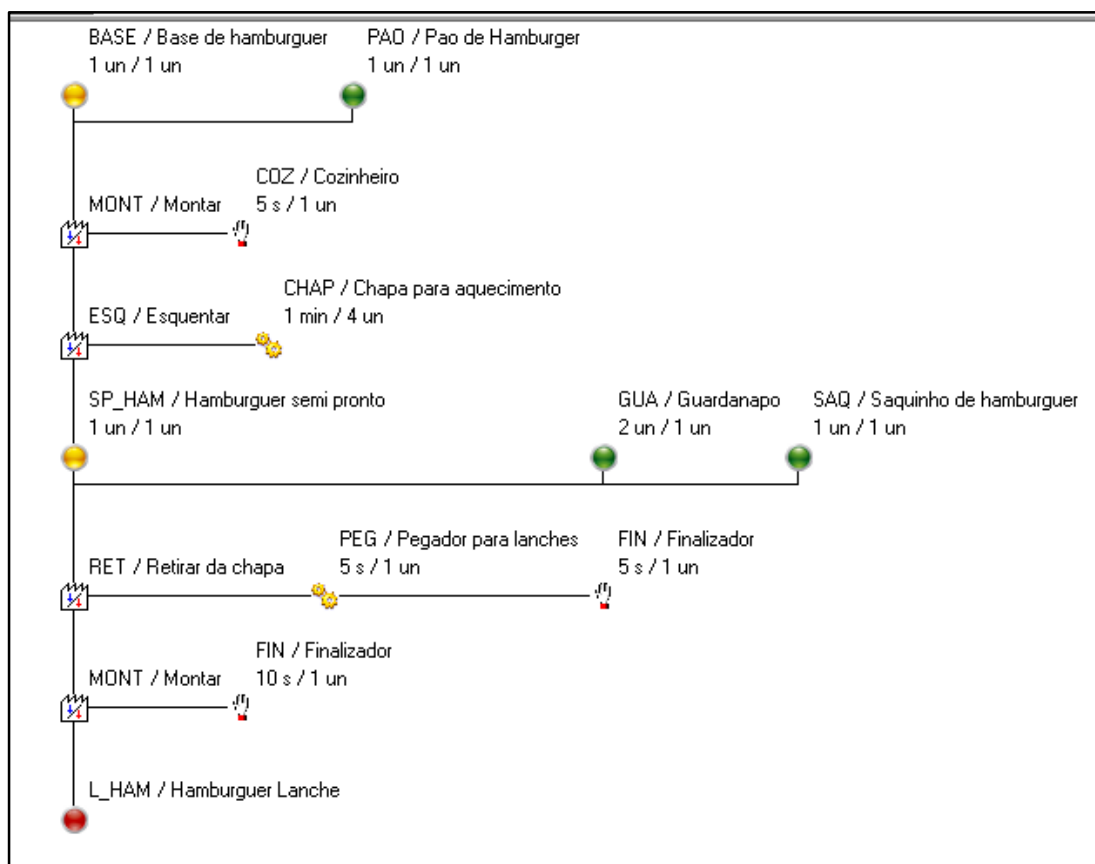 BASE / Base de hamburguer
1 un / 1 un
PAO / Pao de Hamburger
1 un / 1 un
MONT / Montar
COZ / Cozinheiro
5 s / 1 un
ESQ / Esquentar
CHAP / Chapa para aquecimento
1 min / 4 un
SP_HAM / Hamburguer semi pronto
1 un / 1 un
GUA / Guardanapo
2 un / 1 un
SAQ / Saquinho de hamburguer
1 un / 1 un
RET / Retirar da chapa
PEG / Pegador para lanches
5 s / 1 un
FIN / Finalizador
5 s / 1 un
MONT / Montar
FIN / Finalizador
10 s / 1 un
L_HAM / Hamburguer Lanche